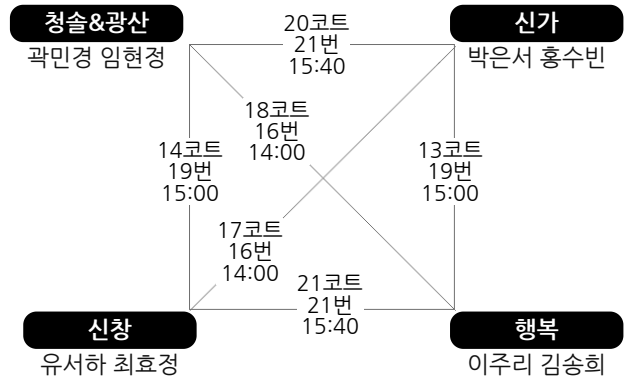 청솔&광산
곽민경 임현정
20코트
21번
15:40
신가
박은서 홍수빈
18코트
16번
14:00
14코트
19번
15:00
13코트
19번
15:00
17코트
16번
14:00
21코트
21번
15:40
신창
유서하 최효정
행복
이주리 김송희